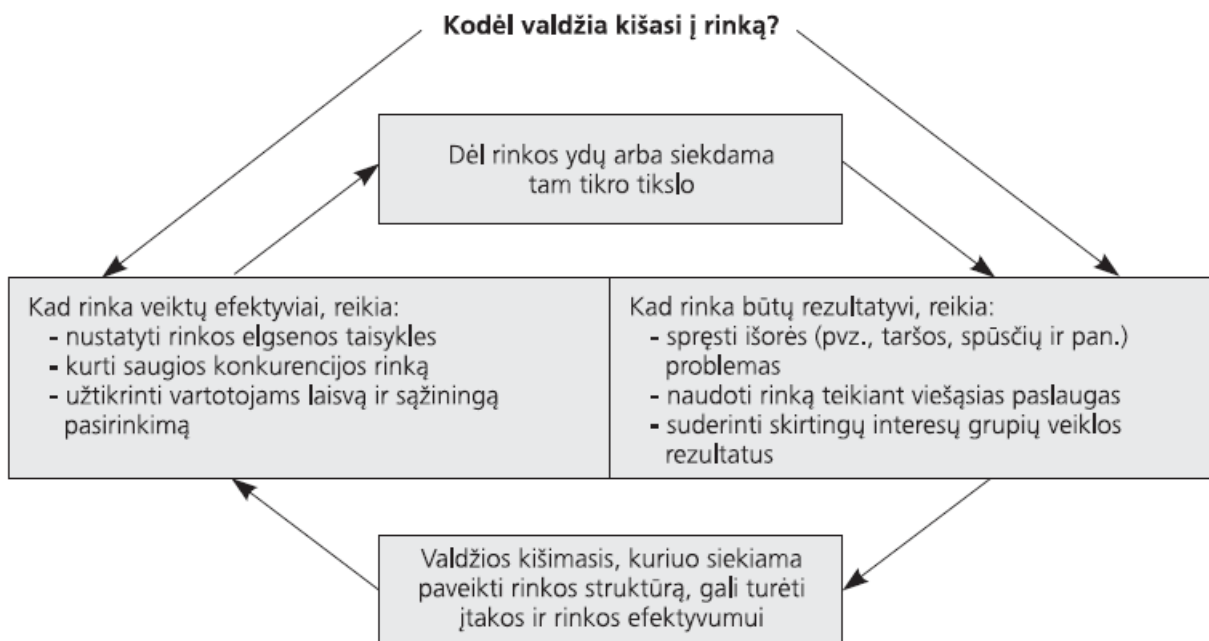 Kodėl valdžia kišasi į rinką?
Dėl rinkos ydų arba siekdama
tam tikro tikslo
Kad rinka veiktų efektyviai, reikia:
- nustatyti rinkos elgsenos taisykles
- kurti saugios konkurencijos rinką
- užtikrinti vartotojams laisvą ir sąžiningą
pasirinkimą
Kad rinka būtų rezultatyvi, reikia:
- spręsti išorės (pvz., taršos, spūsčių ir pan.)
problemas
- naudoti rinką teikiant viešąsias paslaugas
- suderinti skirtingų interesų grupių veiklos
rezultatus
Valdžios kišimasis, kuriuo siekiama
paveikti rinkos struktūrą, gali turėti
įtakos ir rinkos efektyvumui